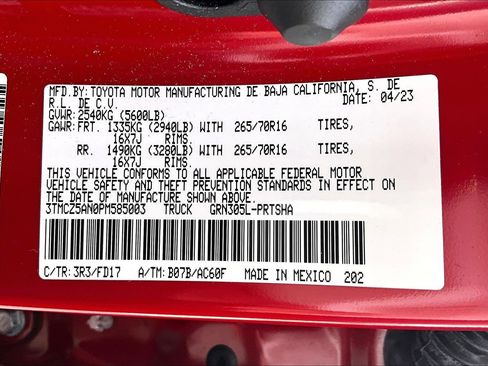 MFD.BY:TOYOTA MOTOR MANUFACTURING DE BAJA CALIFORNIA, S. DE
R.L. DE C.V. DATE: 04/23
GVWR:2540KG (5600LB)
GAWR:FRT. 1335KG (2940LB) WITH 265/70R16 TIRES,
16X7J RIMS.
RR. 1490KG (3280LB) WITH 265/70R16 TIRES,
16X7J RIMS.
THIS VEHICLE CONFORMS TO ALL APPLICABLE FEDERAL MOTOR
VEHICLE SAFETY AND THEFT PREVENTION STANDARDS IN EFFECT ON
THE DATE OF MANUFACTURE SHOWN ABOVE.
3TMCZ5AN0PM585003 TRUCK GRN305L-PRTSHA
C/TR: 3R3/FD17 A/TM: B07B/AC60F MADE IN MEXICO 202